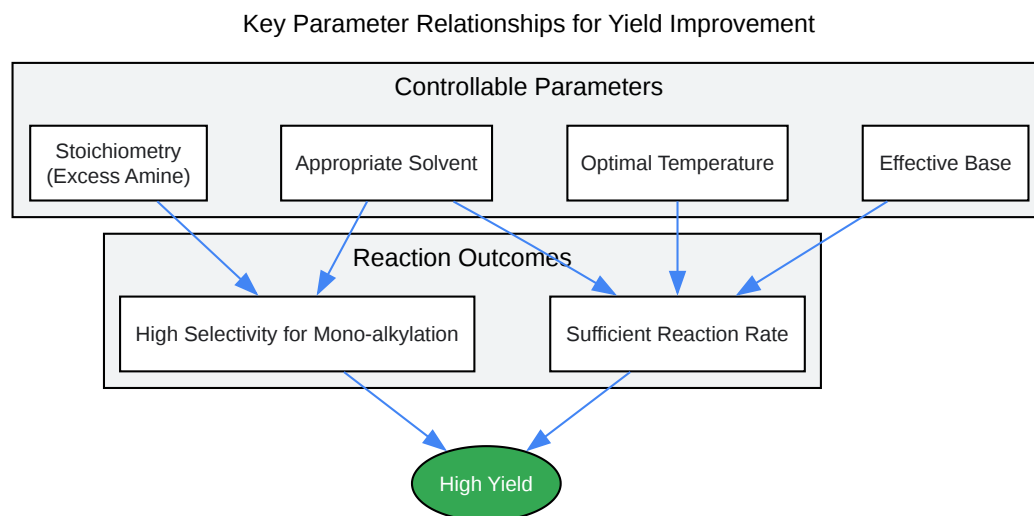 Key Parameter Relationships for Yield Improvement
Controllable Parameters
Stoichiometry
(Excess Amine)
Appropriate Solvent
Optimal Temperature
Effective Base
Reaction Outcomes
High Selectivity for Mono-alkylation
Sufficient Reaction Rate
High Yield